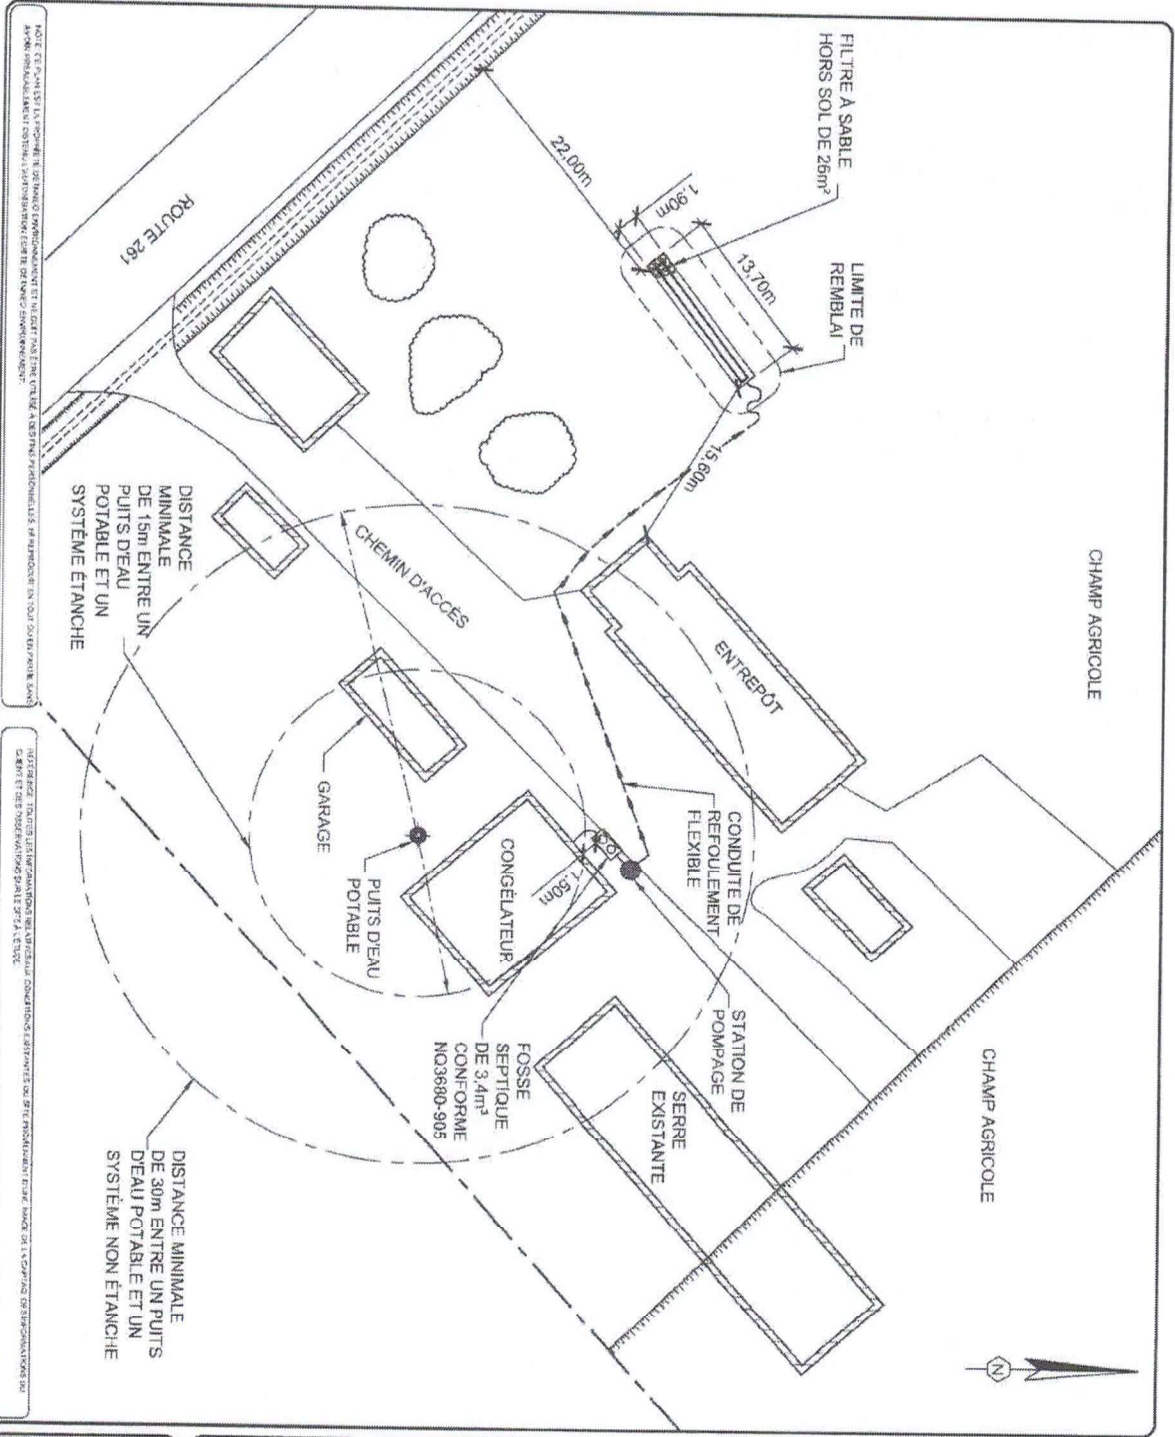 CHAMP AGRICOLE
CHAMP AGRICOLE
FILTRE À SABLE
HORS SOL DE 26m²
LIMITE DE
REMBLAI
22,00m
1,90m
13,70m
15,60m
ROUTE 261
ENTREPÔT
CHEMIN D'ACCÈS
CONDUITE DE
REFOULEMENT
FLEXIBLE
STATION DE
POMPAGE
SERRE
EXISTANTE
CONGÉLATEUR
1,50m
FOSSE
SEPTIQUE
DE 3,4m³
CONFORME
NQ3680-905
GARAGE
PUITS D'EAU
POTABLE
DISTANCE
MINIMALE
DE 15m ENTRE UN
PUITS D'EAU
POTABLE ET UN
SYSTÈME ÉTANCHE
DISTANCE MINIMALE
DE 30m ENTRE UN PUITS
D'EAU POTABLE ET UN
SYSTÈME NON ÉTANCHE
N